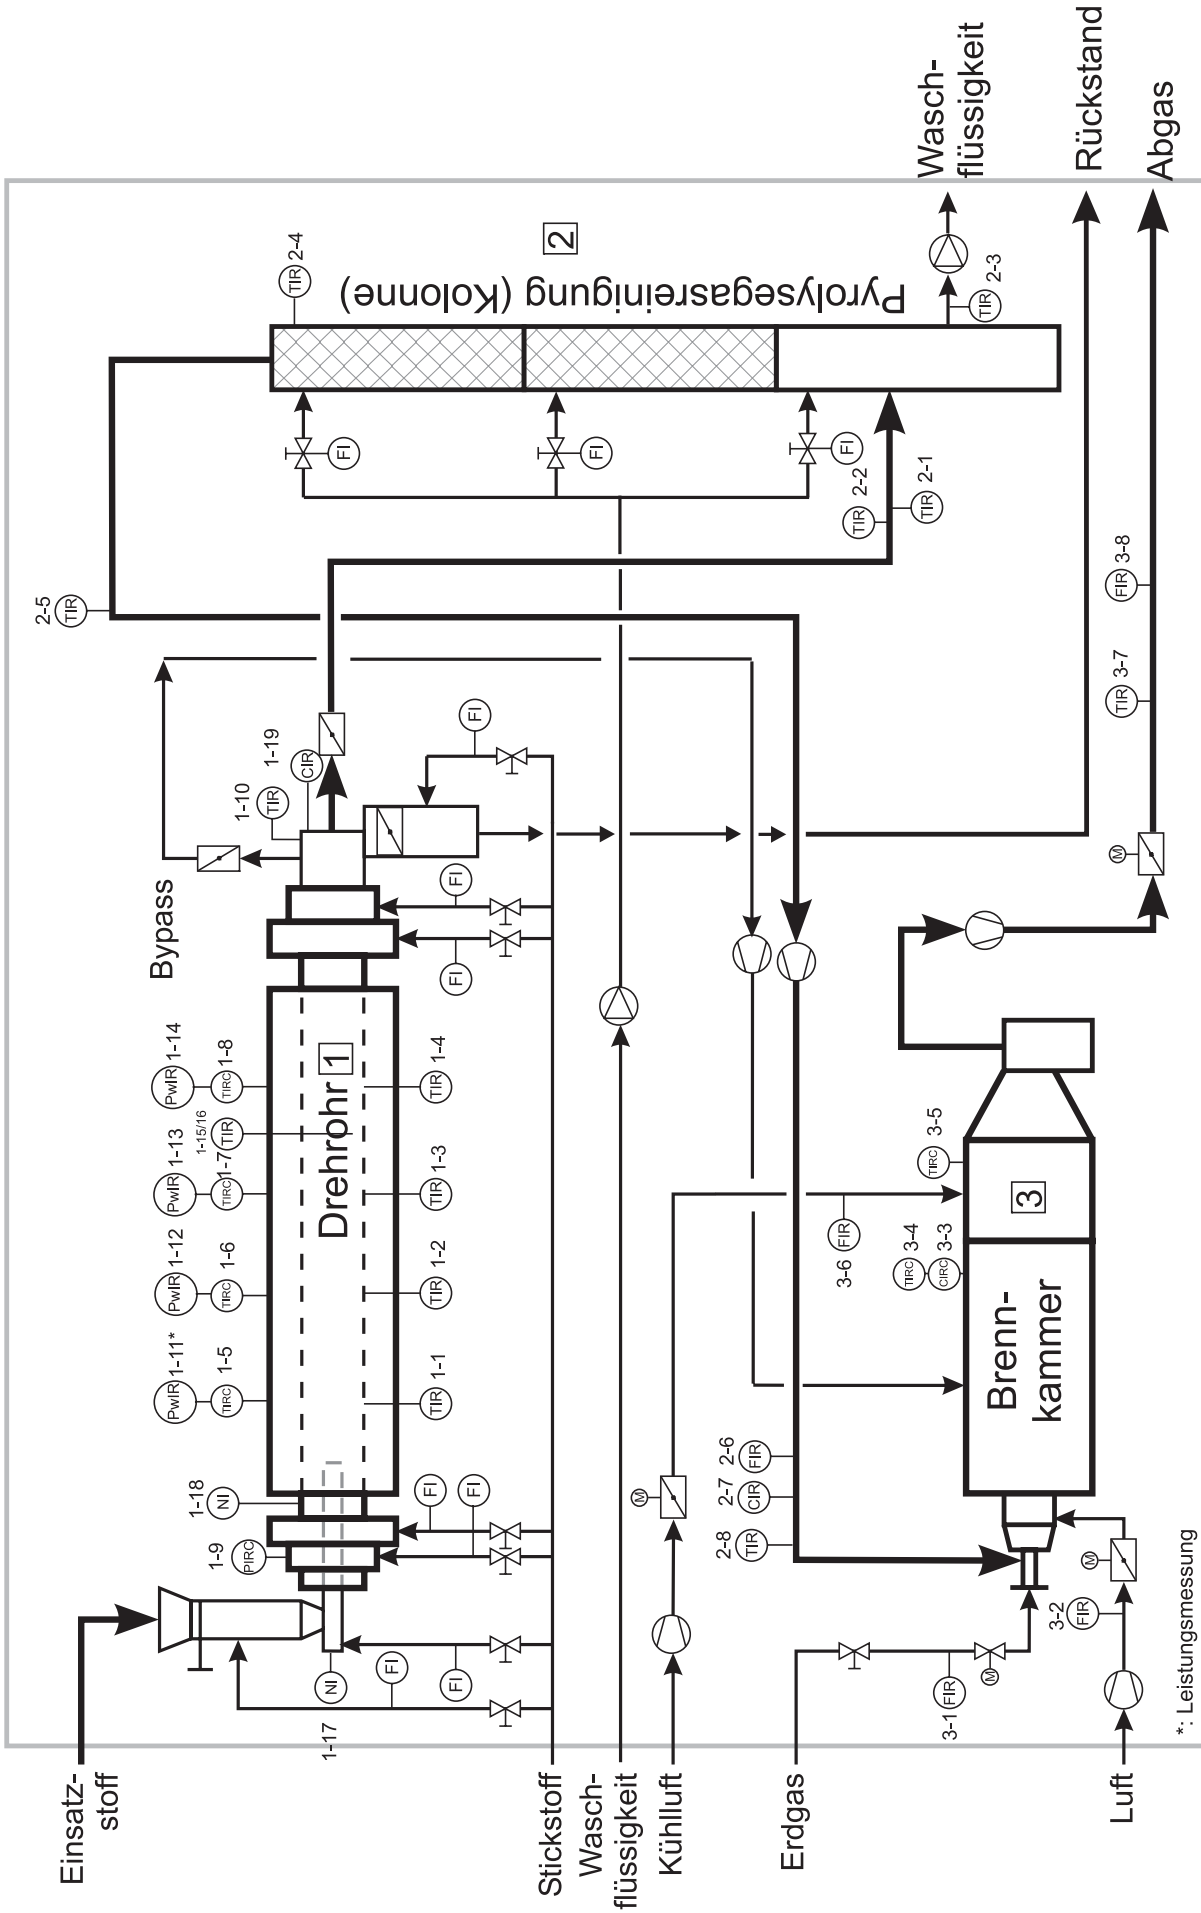 Einsatz-
stoff
Stickstoff
Wasch-
flüssigkeit
Kühlluft
Erdgas
Luft
1-17
NI
FI
FI
1-9
PIRC
1-18
NI
FI
FI
PwIR
1-11*
TIRC
1-5
PwIR
1-12
TIRC
1-6
PwIR
1-13
TIRC
1-7
1-15/16
TIR
PwIR
1-14
TIRC
1-8
Drehrohr
1
TIR
1-1
TIR
1-2
TIR
1-3
TIR
1-4
Bypass
FI
FI
FI
TIR
1-10
CIR
1-19
2-5
TIR
FI
FI
FI
TIR
2-2
TIR
2-1
TIR
2-4
Pyrolysegasreinigung (Kolonne)
2
TIR
2-3
Wasch-
flüssigkeit
Rückstand
Abgas
M
2-8
TIR
2-7
CIR
2-6
FIR
3-6
FIR
3-1
FIR
M
3-2
FIR
M
Brenn-
kammer
3
TIRC
3-4
CIRC
3-3
TIRC
3-5
M
TIR
3-7
FIR
3-8
*: Leistungsmessung